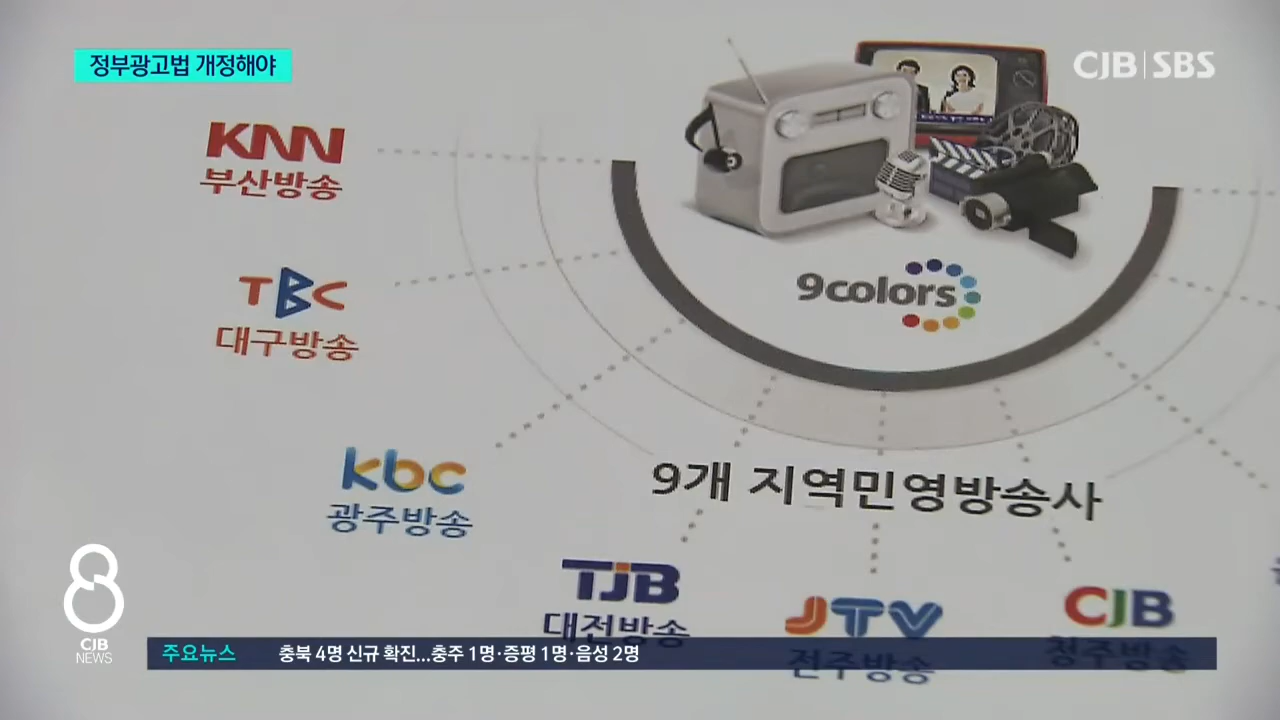 정부광고법 개정해야
CJB SBS
KNN
부산방송
TBC
대구방송
9colors
kbc
광주방송
9개 지역민영방송사
TJB
대전방송
JTV
전주방송
CJB
청주방송
8
CJB
NEWS
주요뉴스 충북 4명 신규 확진...충주 1명·증평 1명·음성 2명